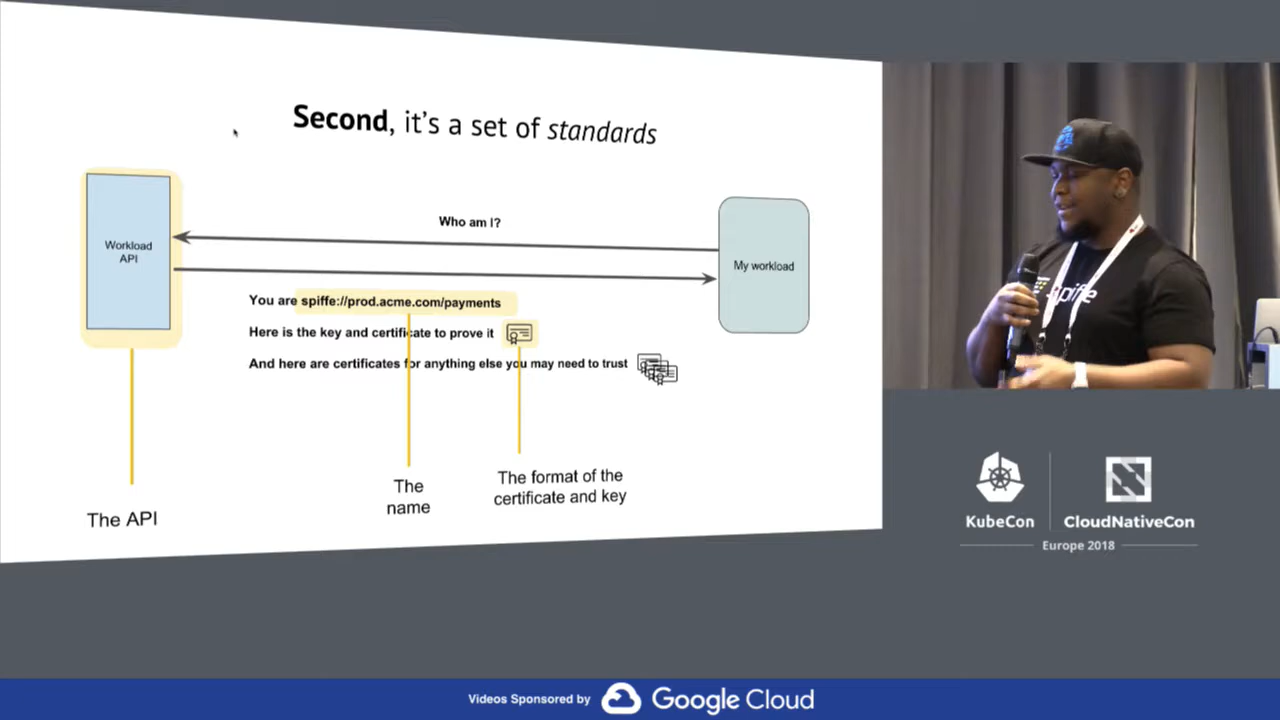 Second, it's a set of standards
Who am I?
Workload
API
My workload
You are spiffe://prod.acme.com/payments
Here is the key and certificate to prove it
And here are certificates for anything else you may need to trust
The API
The
name
The format of the
certificate and key
spiffe
KubeCon
CloudNativeCon
Europe 2018
Videos Sponsored by Google Cloud